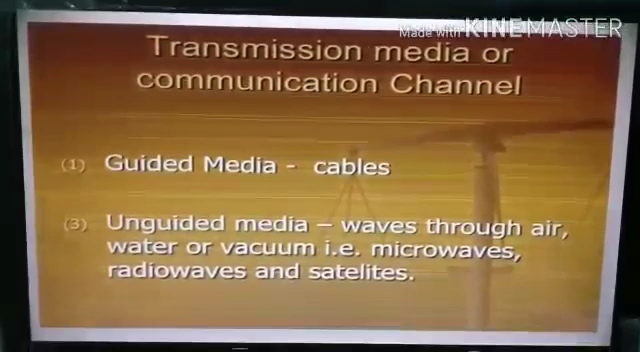 Made with KINEMASTER
Transmission media or
communication Channel
(1) Guided Media - cables
(3) Unguided media – waves through air,
water or vacuum i.e. microwaves,
radiowaves and satelites.